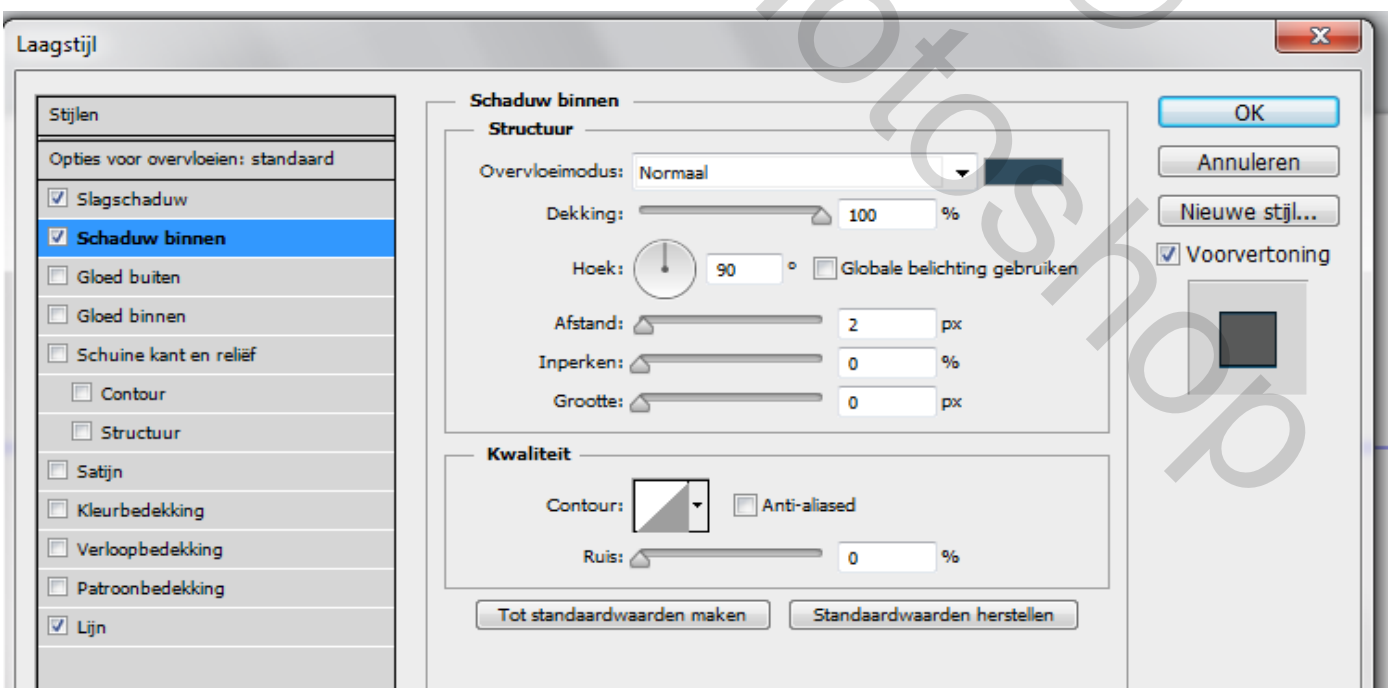 Laagstijl
Stijlen
Opties voor overvloeien: standaard
Slagschaduw
Schaduw binnen
Gloed buiten
Gloed binnen
Schuine kant en reliëf
Contour
Structuur
Satijn
Kleurbedekking
Verloopbedekking
Patroonbedekking
Lijn
Schaduw binnen
Structuur
Overvloeimodus: Normaal
Dekking: 100 %
Hoek: 90 ° Globale belichting gebruiken
Afstand: 2 px
Inperken: 0 %
Grootte: 0 px
Kwaliteit
Contour: Anti-aliased
Ruis: 0 %
Tot standaardwaarden maken Standaardwaarden herstellen
OK
Annuleren
Nieuwe stijl...
Voorvertoning